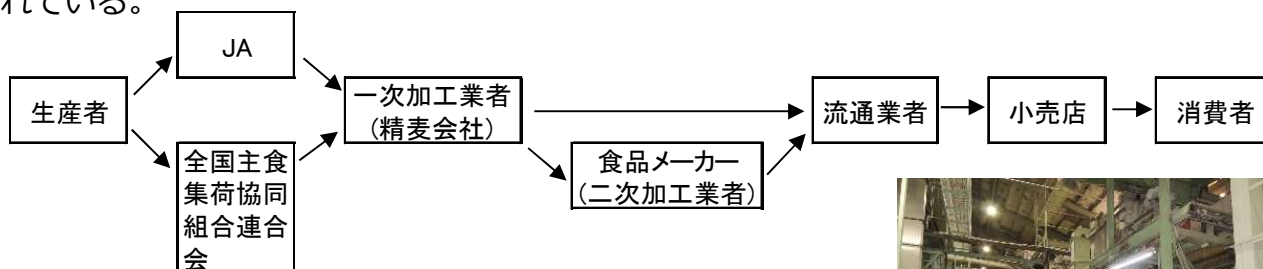 れている。
JA
生産者
一次加工業者
(精麦会社)
流通業者
小売店
消費者
全国主食
集荷協同
組合連合
会
食品メーカー
(二次加工業者)